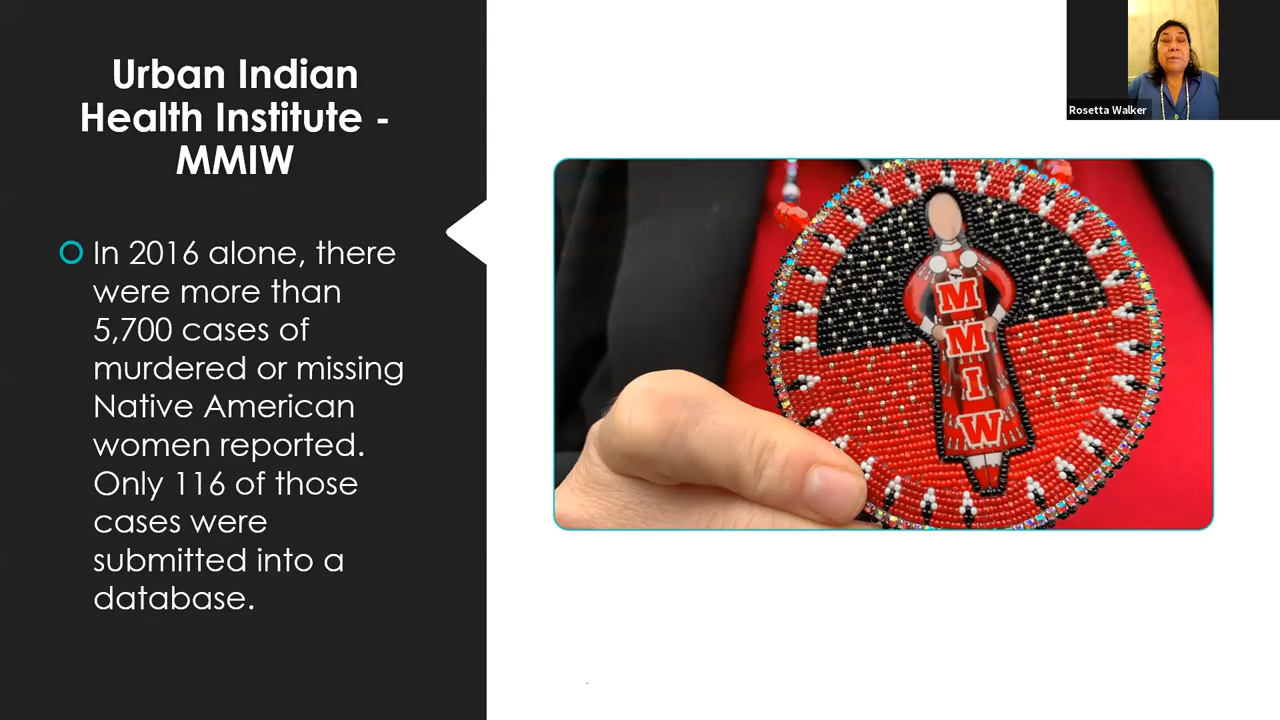 Urban Indian
Health Institute -
MMIW
In 2016 alone, there
were more than
5,700 cases of
murdered or missing
Native American
women reported.
Only 116 of those
cases were
submitted into a
database.
M
M
I
W
Rosetta Walker